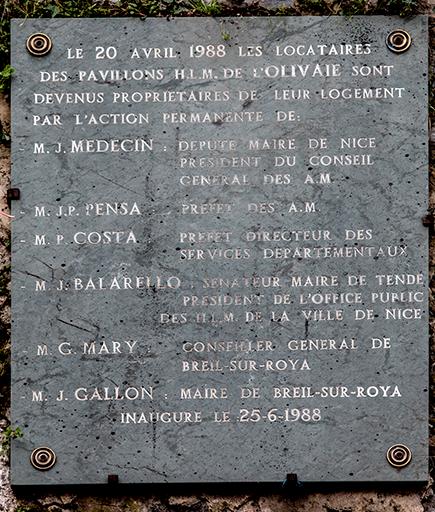 LE 20 AVRIL 1988 LES LOCATAIRES
DES PAVILLONS H.L.M. DE L'OLIVAIE SONT
DEVENUS PROPRIETAIRES DE LEUR LOGEMENT
PAR L'ACTION PERMANENTE DE:
- M. J. MEDECIN : DEPUTE MAIRE DE NICE
PRESIDENT DU CONSEIL
GENERAL DES A.M.
- M. J.P. PENSA : PREFET DES A.M.
- M. P. COSTA : PREFET DIRECTEUR DES
SERVICES DEPARTEMENTAUX
- M. J. BALARELLO : SENATEUR MAIRE DE TENDE
PRESIDENT DE L'OFFICE PUBLIC
DES H.L.M. DE LA VILLE DE NICE
- M. G. MARY : CONSEILLER GENERAL DE
BREIL-SUR-ROYA
- M. J. GALLON : MAIRE DE BREIL-SUR-ROYA
INAUGURE LE 25-6-1988